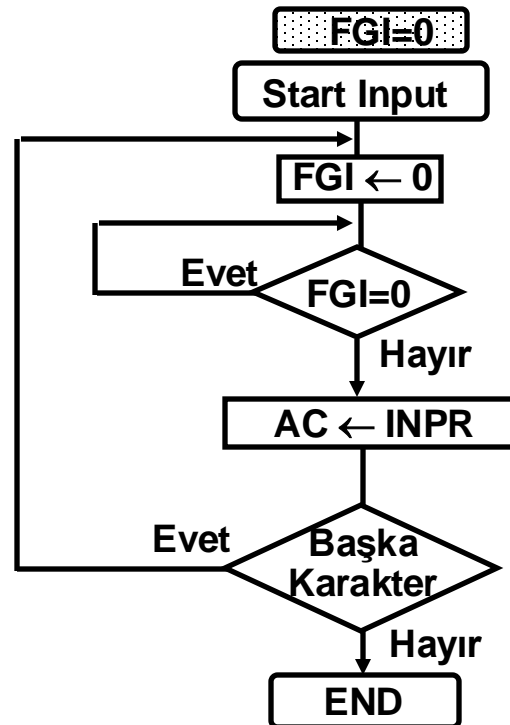 FGI=0
Start Input
FGI ← 0
Evet
FGI=0
Hayır
AC ← INPR
Evet
Başka
Karakter
Hayır
END